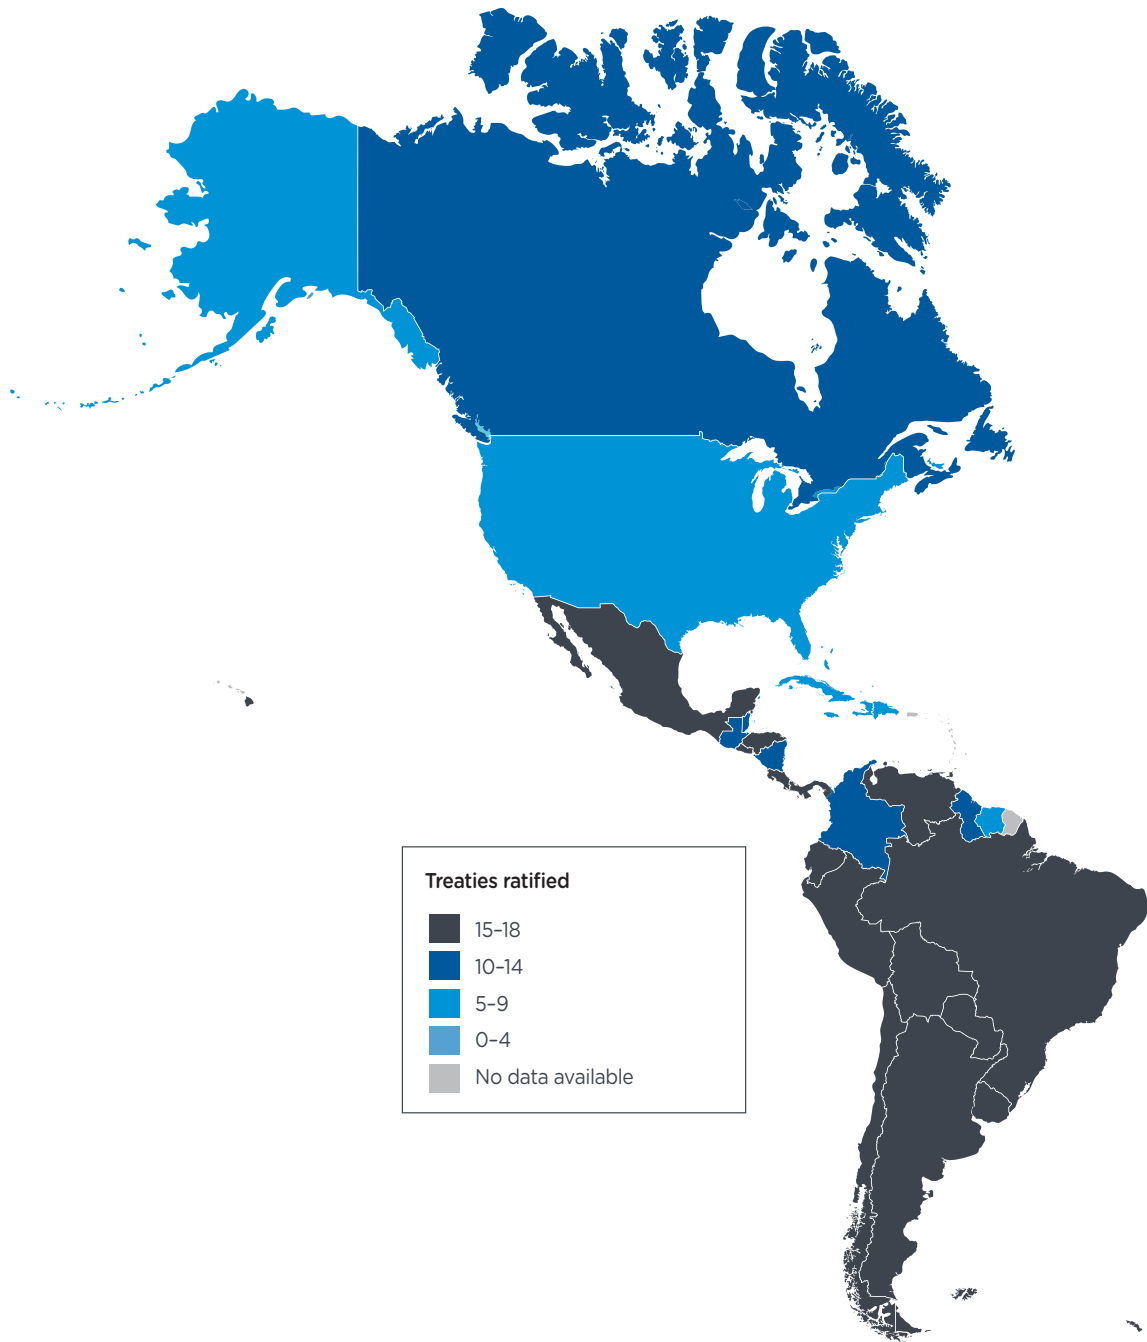 Treaties ratified
15–18
10–14
5–9
0–4
No data available